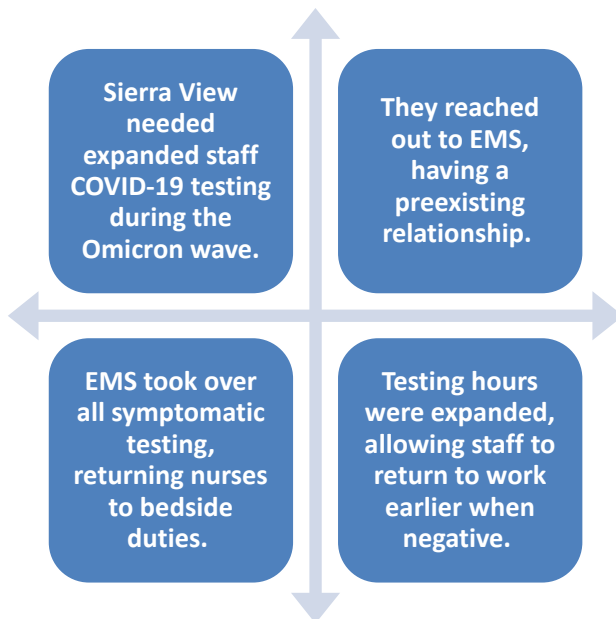 Sierra View
needed
expanded staff
COVID-19 testing
during the
Omicron wave.
They reached
out to EMS,
having a
preexisting
relationship.
EMS took over
all symptomatic
testing,
returning nurses
to bedside
duties.
Testing hours
were expanded,
allowing staff to
return to work
earlier when
negative.